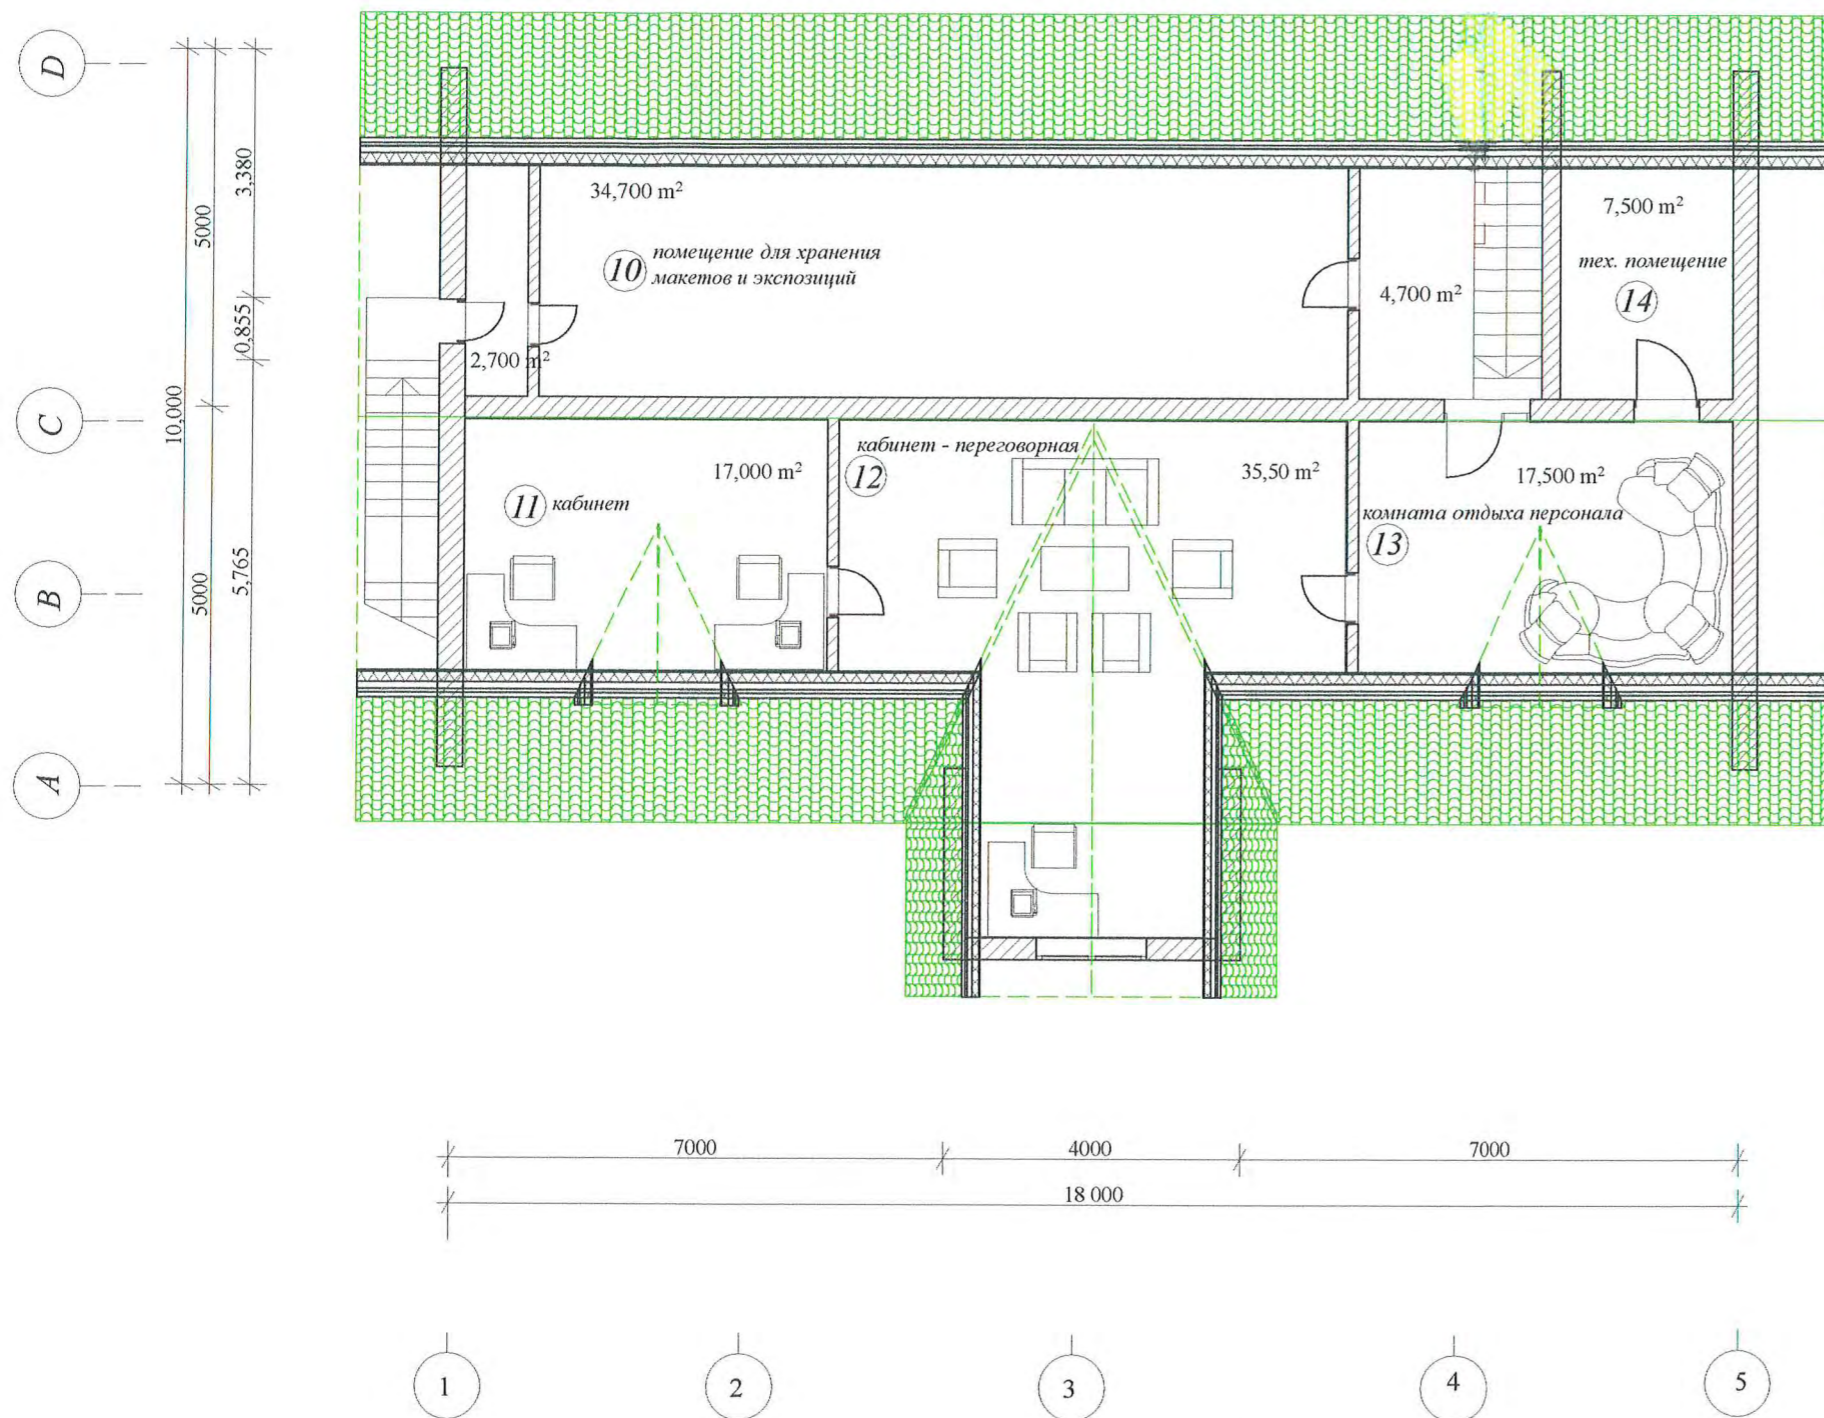 D
3,380
5000
34,700 m²
7,500 m²
10 помещение для хранения
макетов и экспозиций
тех. помещение
14
4,700 m²
0,855
2,700 m²
C
10,000
кабинет - переговорная
12
17,000 m²
35,50 m²
17,500 m²
11 кабинет
комната отдыха персонала
13
B
5000
5,765
A
7000
4000
7000
18 000
1
2
3
4
5